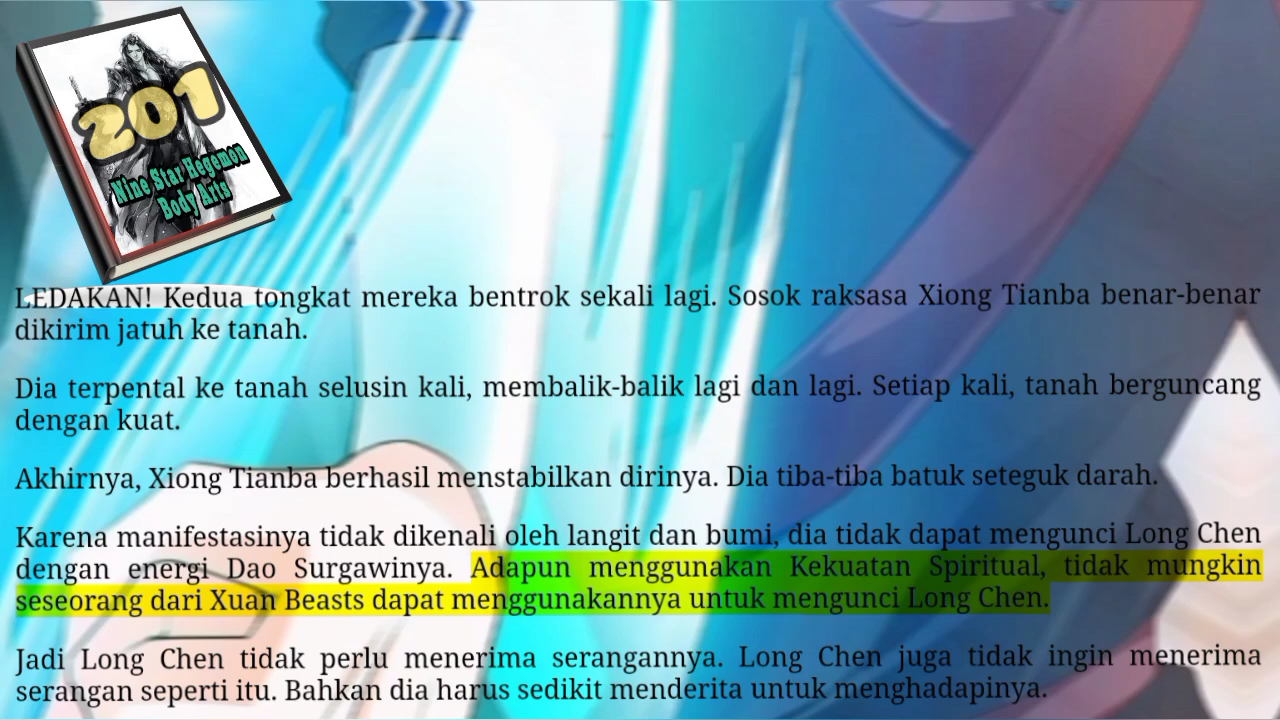 201
Nine Star Hegemon
Body Arts
LEDAKAN! Kedua tongkat mereka bentrok sekali lagi. Sosok raksasa Xiong Tianba benar-benar
dikirim jatuh ke tanah.
Dia terpental ke tanah selusin kali, membalik-balik lagi dan lagi. Setiap kali, tanah berguncang
dengan kuat.
Akhirnya, Xiong Tianba berhasil menstabilkan dirinya. Dia tiba-tiba batuk seteguk darah.
Karena manifestasinya tidak dikenali oleh langit dan bumi, dia tidak dapat mengunci Long Chen
dengan energi Dao Surgawinya. Adapun menggunakan Kekuatan Spiritual, tidak mungkin
seseorang dari Xuan Beasts dapat menggunakannya untuk mengunci Long Chen.
Jadi Long Chen tidak perlu menerima serangannya. Long Chen juga tidak ingin menerima
serangan seperti itu. Bahkan dia harus sedikit menderita untuk menghadapinya.